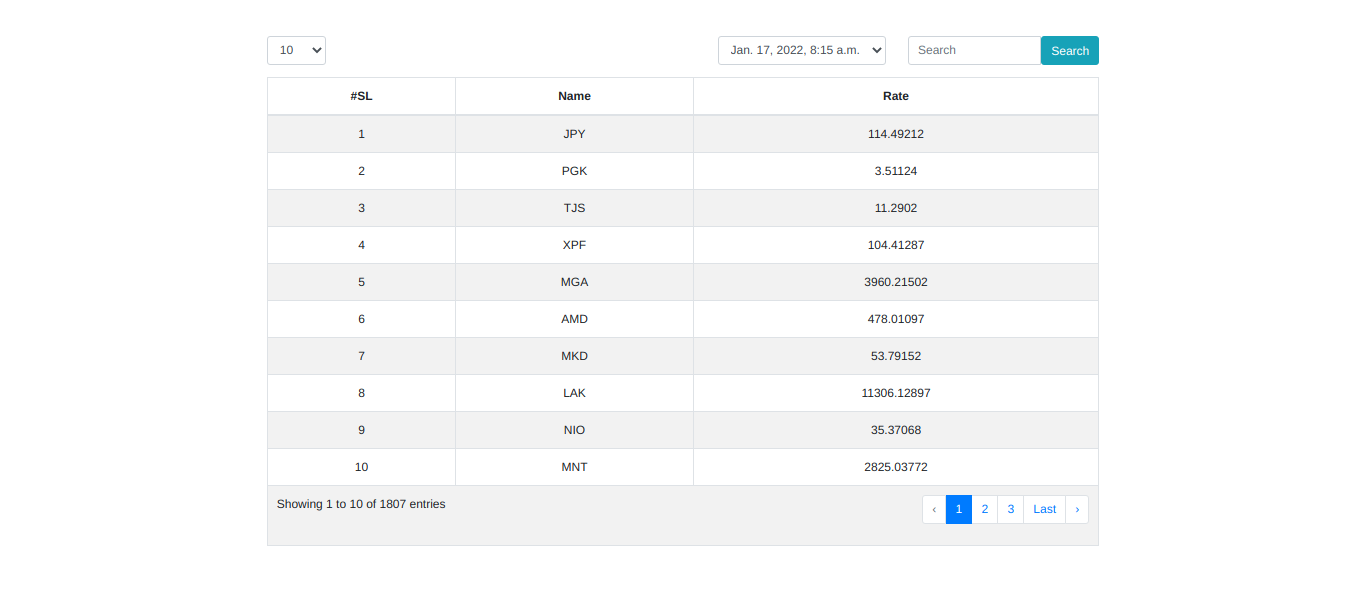 10 Jan. 17, 2022, 8:15 a.m. Search Search
#SL Name Rate
1 JPY 114.49212
2 PGK 3.51124
3 TJS 11.2902
4 XPF 104.41287
5 MGA 3960.21502
6 AMD 478.01097
7 MKD 53.79152
8 LAK 11306.12897
9 NIO 35.37068
10 MNT 2825.03772
Showing 1 to 10 of 1807 entries ‹ 1 2 3 Last ›